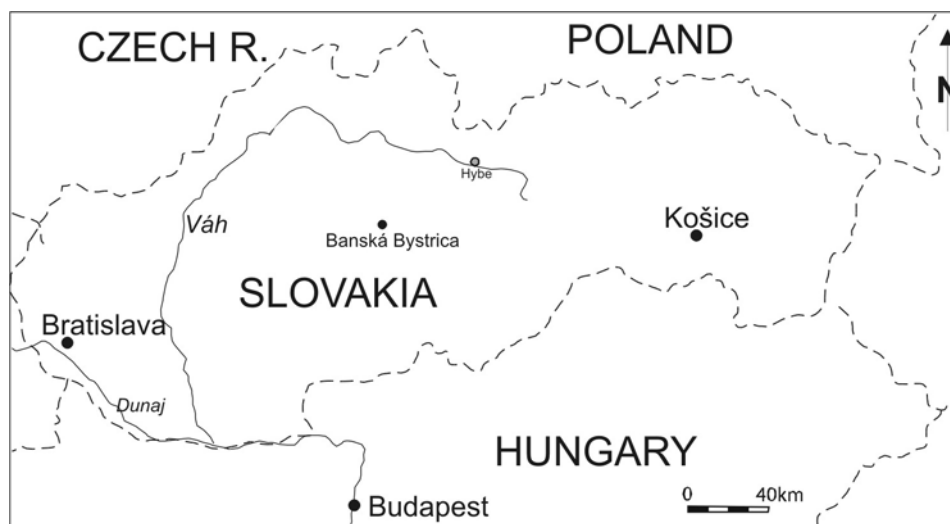 CZECH R.
POLAND
N
Hybe
Váh
Košice
Banská Bystrica
SLOVAKIA
Bratislava
Dunaj
HUNGARY
0 40km
Budapest